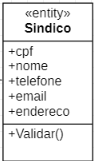 «entity»
Sindico
+cpf
+nome
+telefone
+email
+endereco
+Validar()